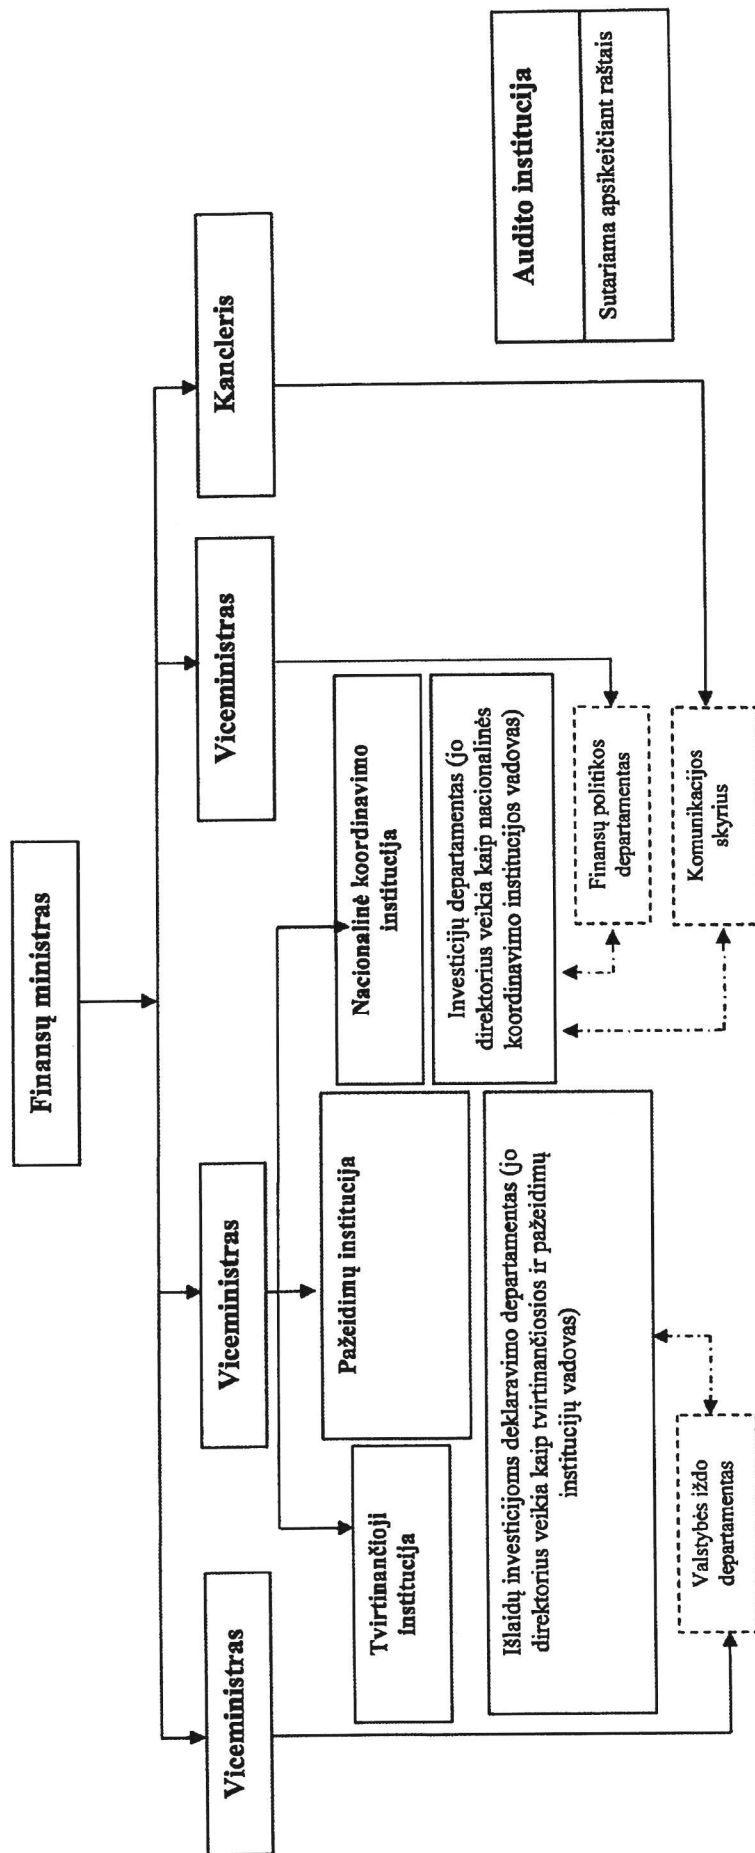 Finansų ministras
Viceministras
Viceministras
Viceministras
Kancleris
Tvirtinančioji
institucija
Pažeidimų institucija
Nacionalinė koordinavimo
institucija
Investicijų departamentas (jo
direktorius veikia kaip nacionalinės
koordinavimo institucijos vadovas)
Išlaidų investicijoms deklaravimo departamentas (jo
direktorius veikia kaip tvirtinančiosios ir pažeidimų
institucijų vadovas)
Valstybės iždo
departamentas
Finansų politikos
departamentas
Komunikacijos
skyrius
Audito institucija
Sutariama apsikeičiant raštais